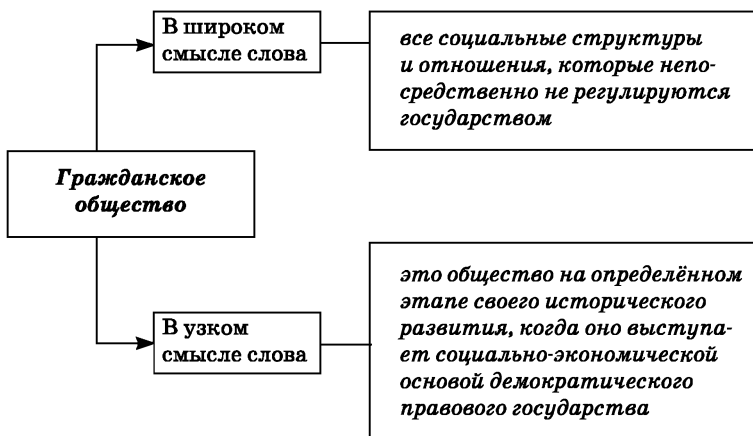 Гражданское
общество
В широком
смысле слова
все социальные структуры
и отношения, которые непо-
средственно не регулируются
государством
В узком
смысле слова
это общество на определённом
этапе своего исторического
развития, когда оно выступа-
ет социально-экономической
основой демократического
правового государства